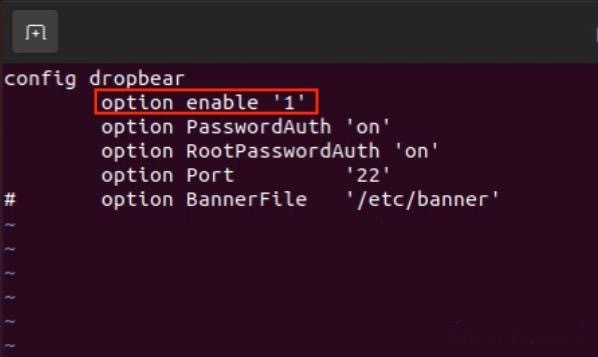 config dropbear
option enable '1'
option PasswordAuth 'on'
option RootPasswordAuth 'on'
option Port '22'
# option BannerFile '/etc/banner'
~
~
~
~
~
~